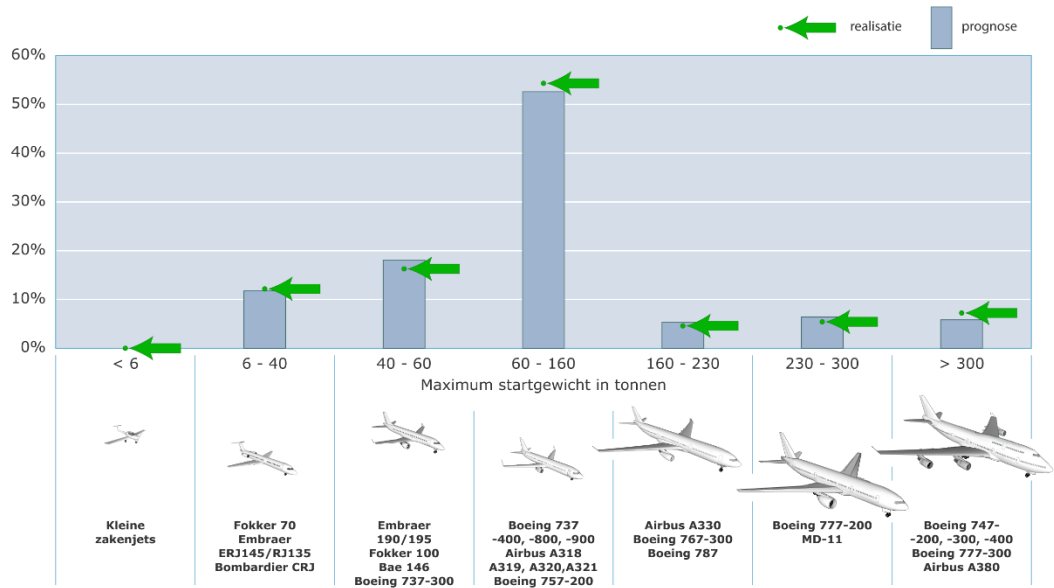 realisatie
prognose
60%
50%
40%
30%
20%
10%
0%
< 6
6 - 40
40 - 60
60 - 160
160 - 230
230 - 300
> 300
Maximum startgewicht in tonnen
Kleine
zakenjets
Fokker 70
Embraer
ERJ145/RJ135
Bombardier CRJ
Embraer
190/195
Fokker 100
Bae 146
Boeing 737-300
Boeing 737
-400, -800, -900
Airbus A318
A319, A320,A321
Boeing 757-200
Airbus A330
Boeing 767-300
Boeing 787
Boeing 777-200
MD-11
Boeing 747-
-200, -300, -400
Boeing 777-300
Airbus A380